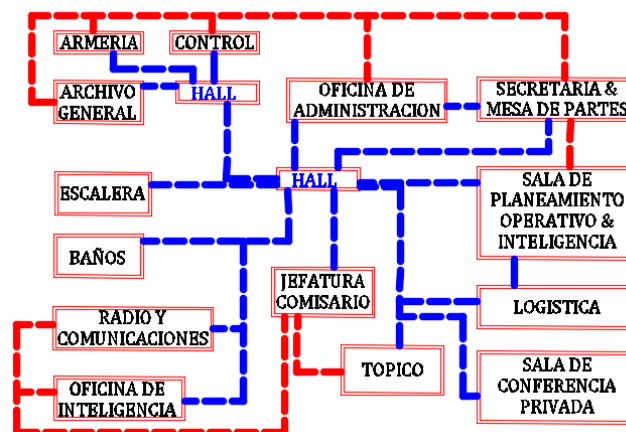 ARMERIA
CONTROL
ARCHIVO
GENERAL
HALL
OFICINA DE
ADMINISTRACION
SECRETARIA &
MESA DE PARTES
ESCALERA
HALL
SALA DE
PLANEAMIENTO
OPERATIVO &
INTELIGENCIA
BAÑOS
JEFATURA
COMISARIO
LOGISTICA
RADIO Y
COMUNICACIONES
TOPICO
SALA DE
CONFERENCIA
PRIVADA
OFICINA DE
INTELIGENCIA